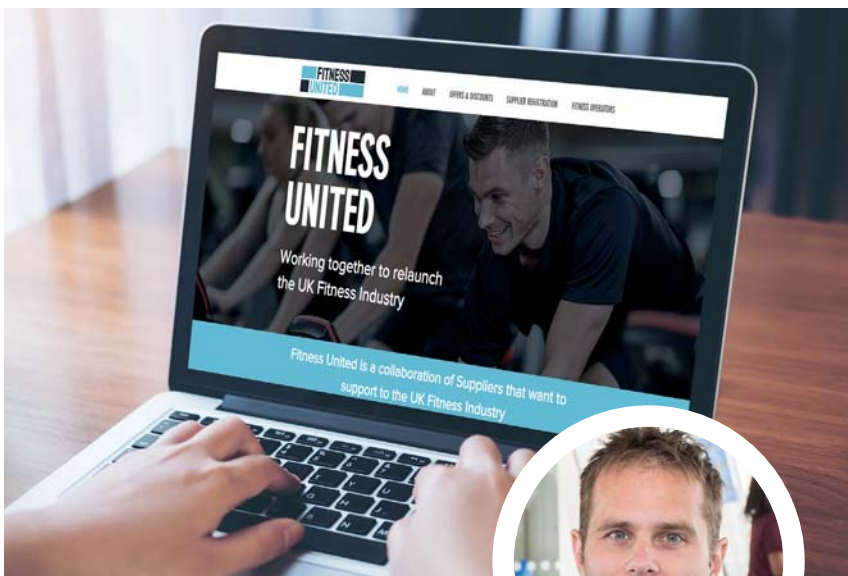 FITNESS
UNITED
HOME ABOUT OFFERS & DISCOUNTS SUPPLIER REGISTRATION FITNESS OPERATORS
FITNESS
UNITED
Working together to relaunch
the UK Fitness Industry
Fitness United is a collaboration of Suppliers that want to
support to the UK Fitness Industry